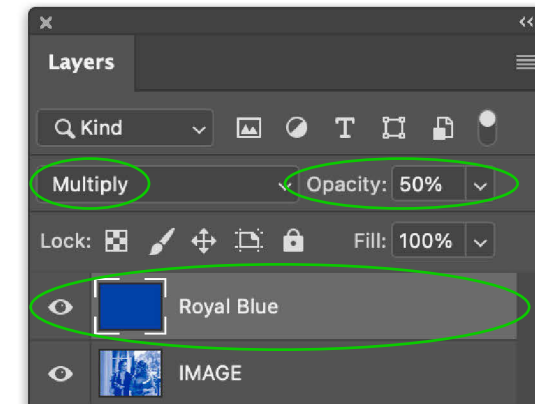 Layers
Kind
Multiply Opacity: 50%
Lock: Fill: 100%
Royal Blue
IMAGE